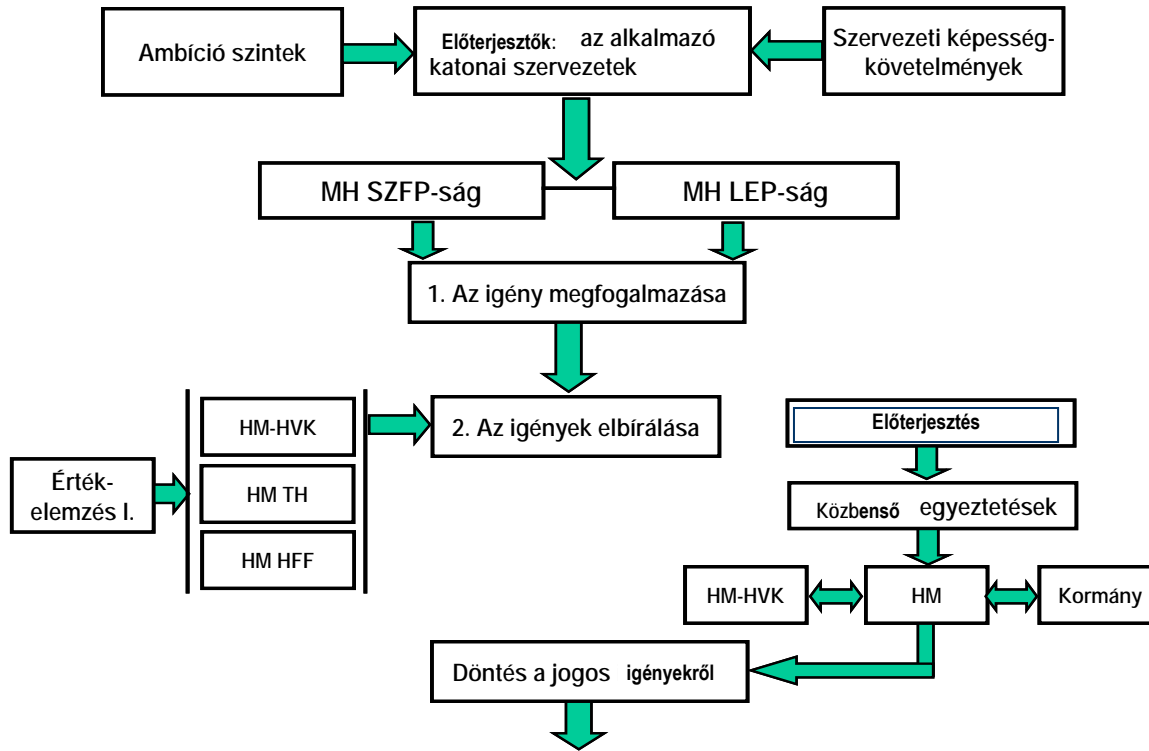 Ambíció szintek
Előterjesztők: az alkalmazó
katonai szervezetek
Szervezeti képesség-
követelmények
MH SZFP-ság
MH LEP-ság
1. Az igény megfogalmazása
HM-HVK
HM TH
HM HFF
Érték-
elemzés I.
2. Az igények elbírálása
Előterjesztés
Közbenső egyeztetések
HM-HVK
HM
Kormány
Döntés a jogos igényekről